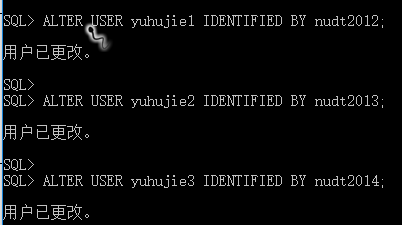 SQL> ALTER USER yuhujie1 IDENTIFIED BY nudt2012;
用户已更改。
SQL>
SQL> ALTER USER yuhujie2 IDENTIFIED BY nudt2013;
用户已更改。
SQL>
SQL> ALTER USER yuhujie3 IDENTIFIED BY nudt2014;
用户已更改。